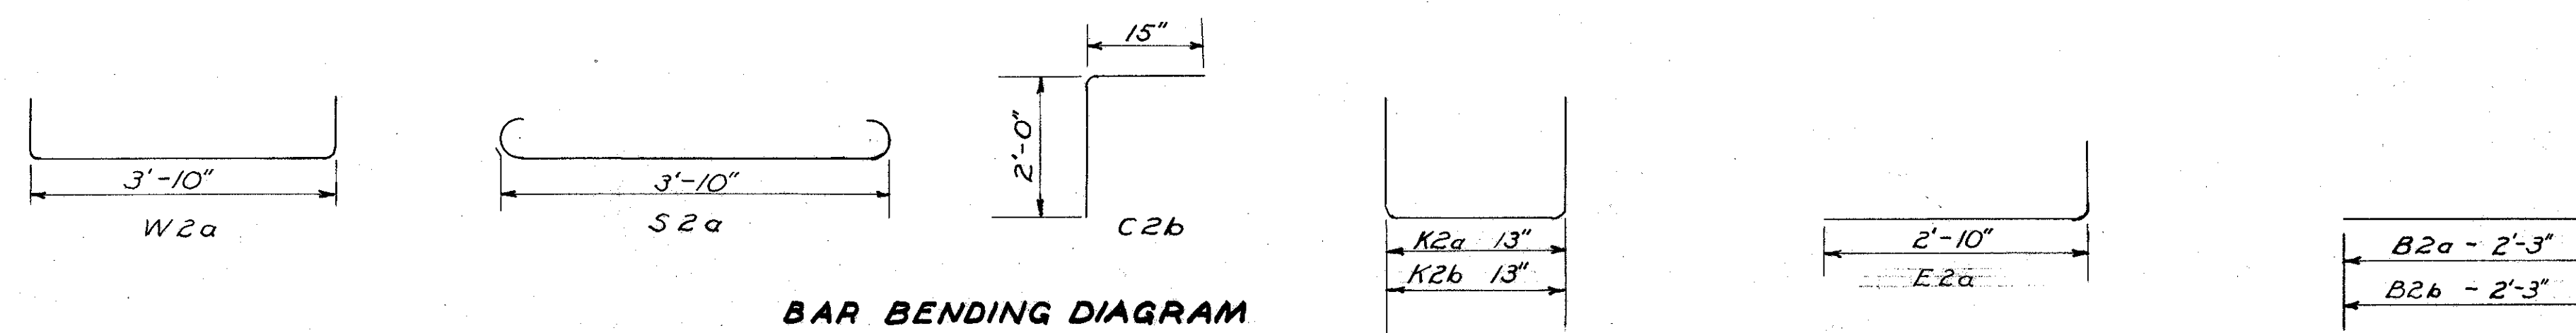 3'-10"
W2a
3'-10"
S2a
15"
2'-0"
C2b
K2a 13"
K2b 13"
2'-10"
E2a
B2a - 2'-3"
B2b - 2'-3"
BAR BENDING DIAGRAM